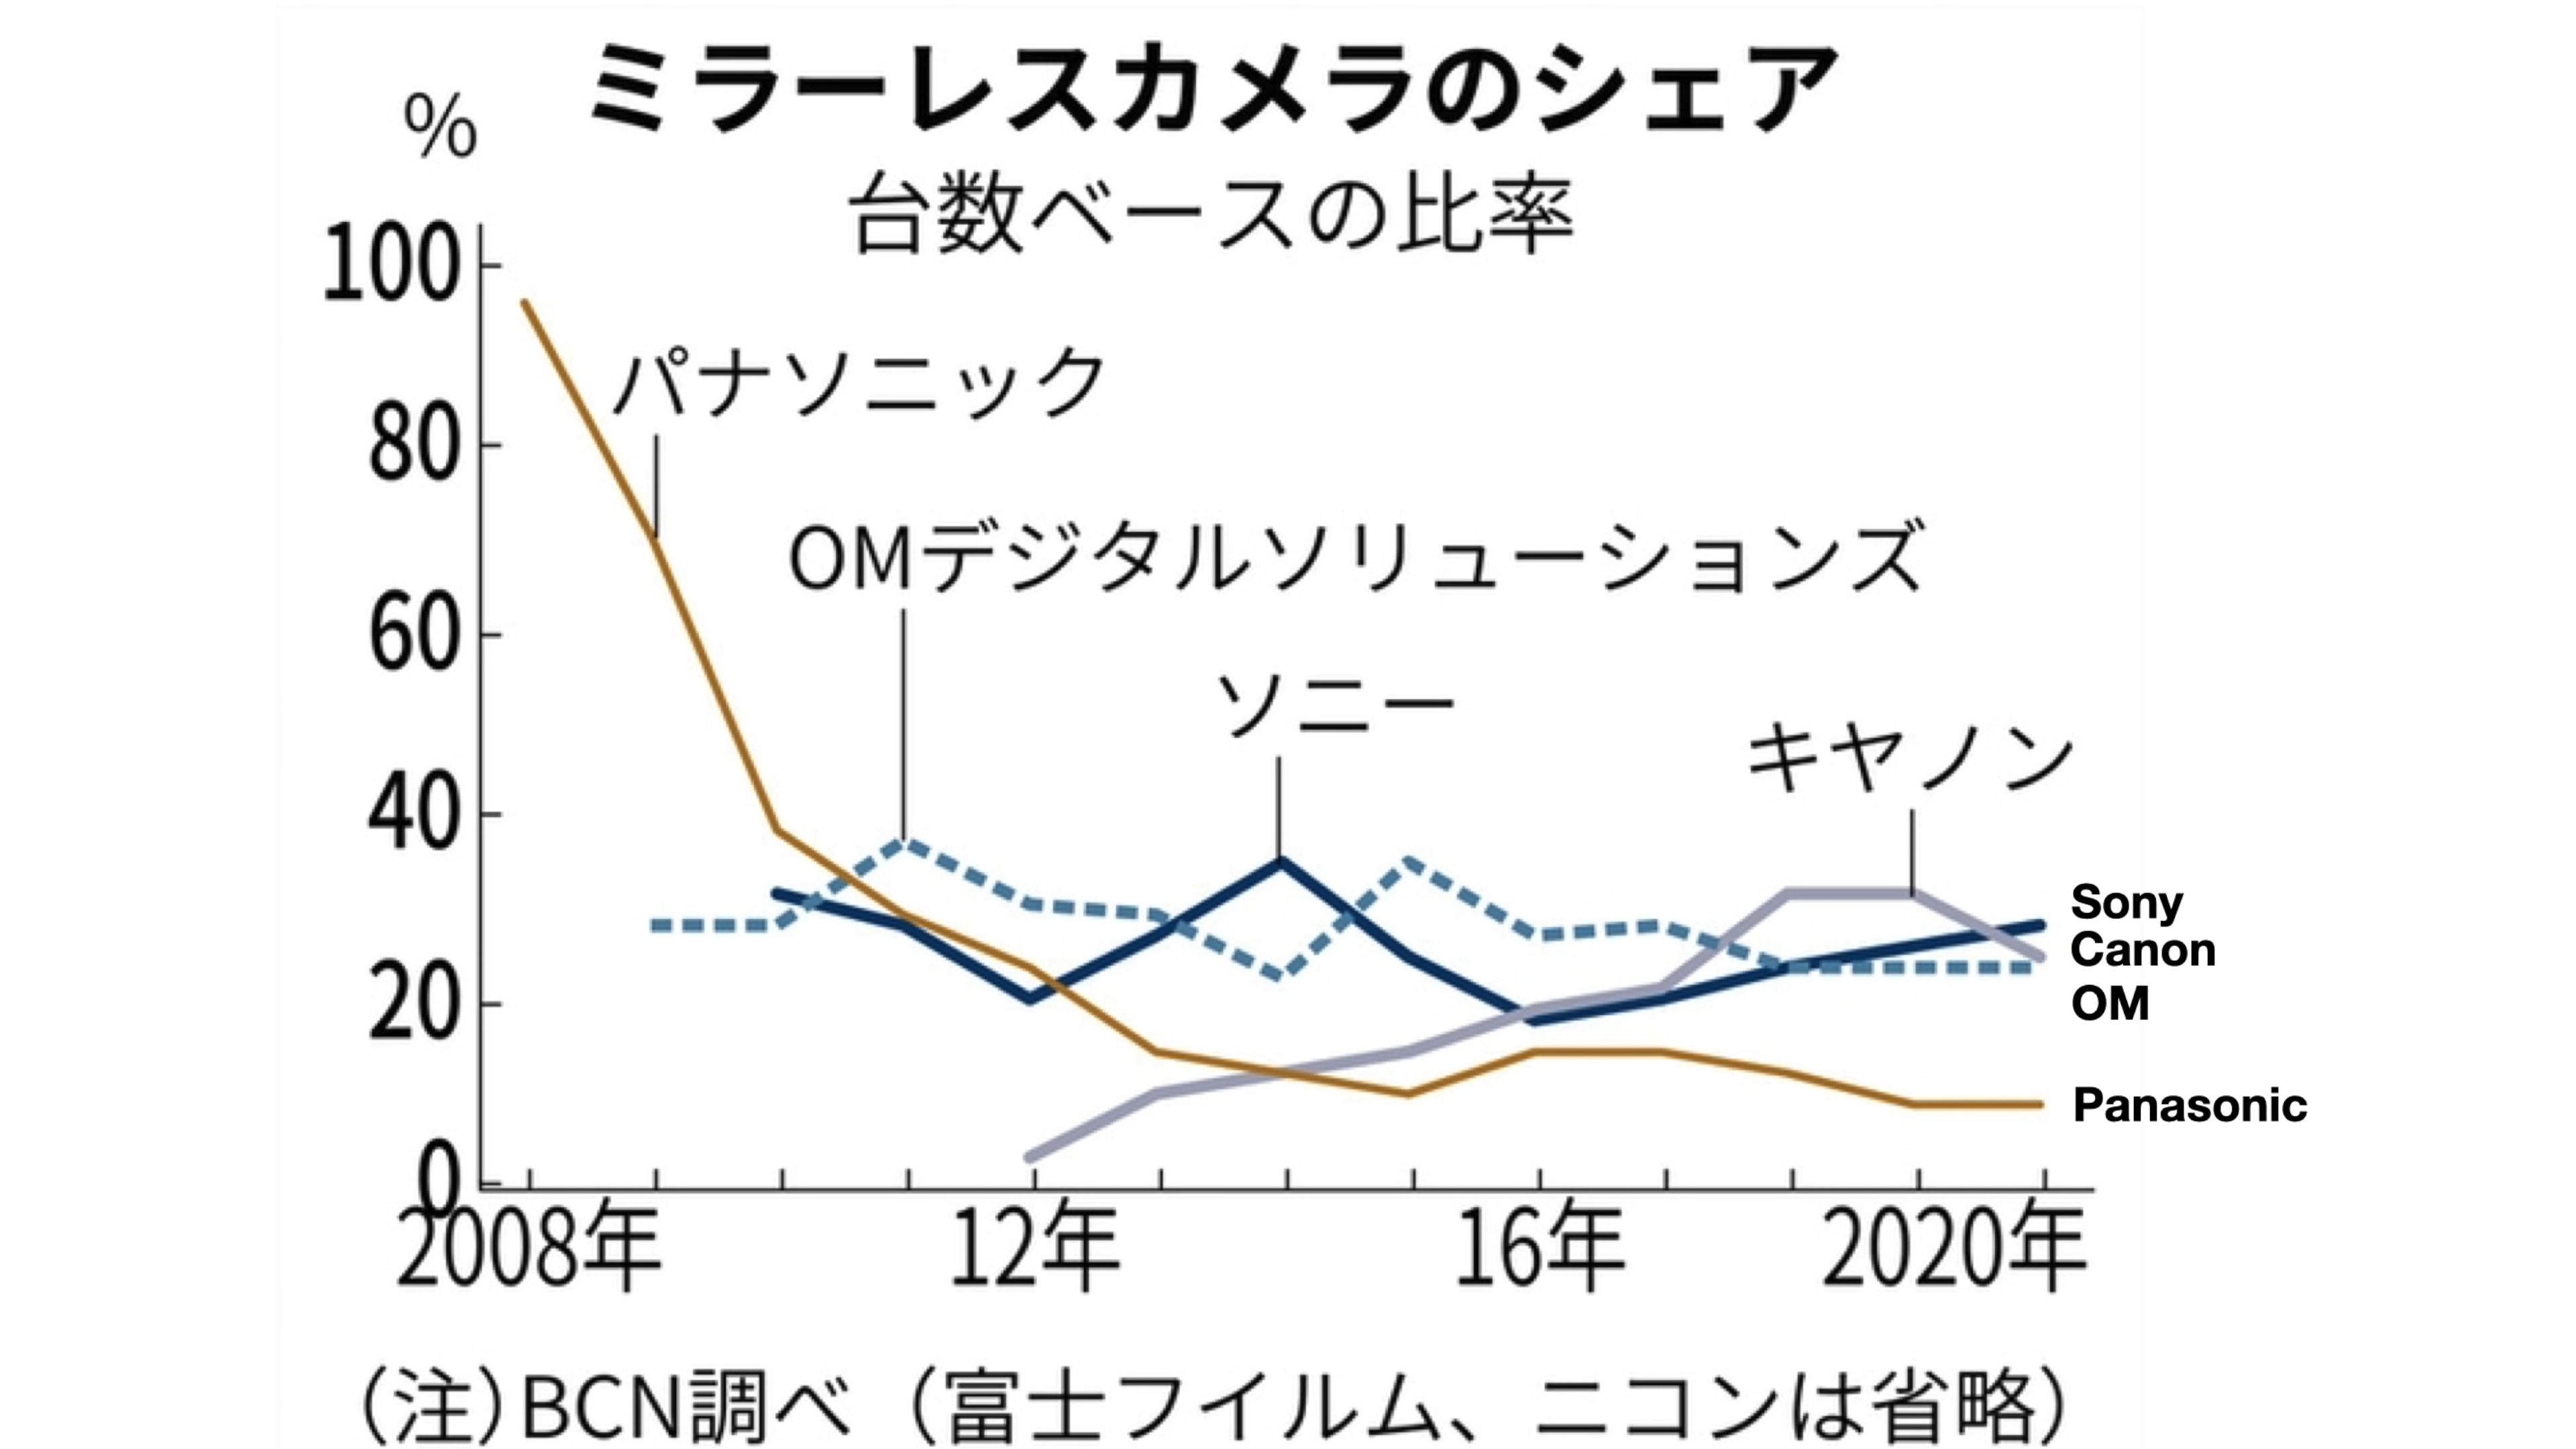 ミラーレスカメラのシェア
%
台数ベースの比率
100
パナソニック
80
OMデジタルソリューションズ
60
ソニー
キヤノン
40
Sony
Canon
20
OM
Panasonic
0
2008年 12年 16年 2020年
（注）BCN調べ（富士フイルム、ニコンは省略）